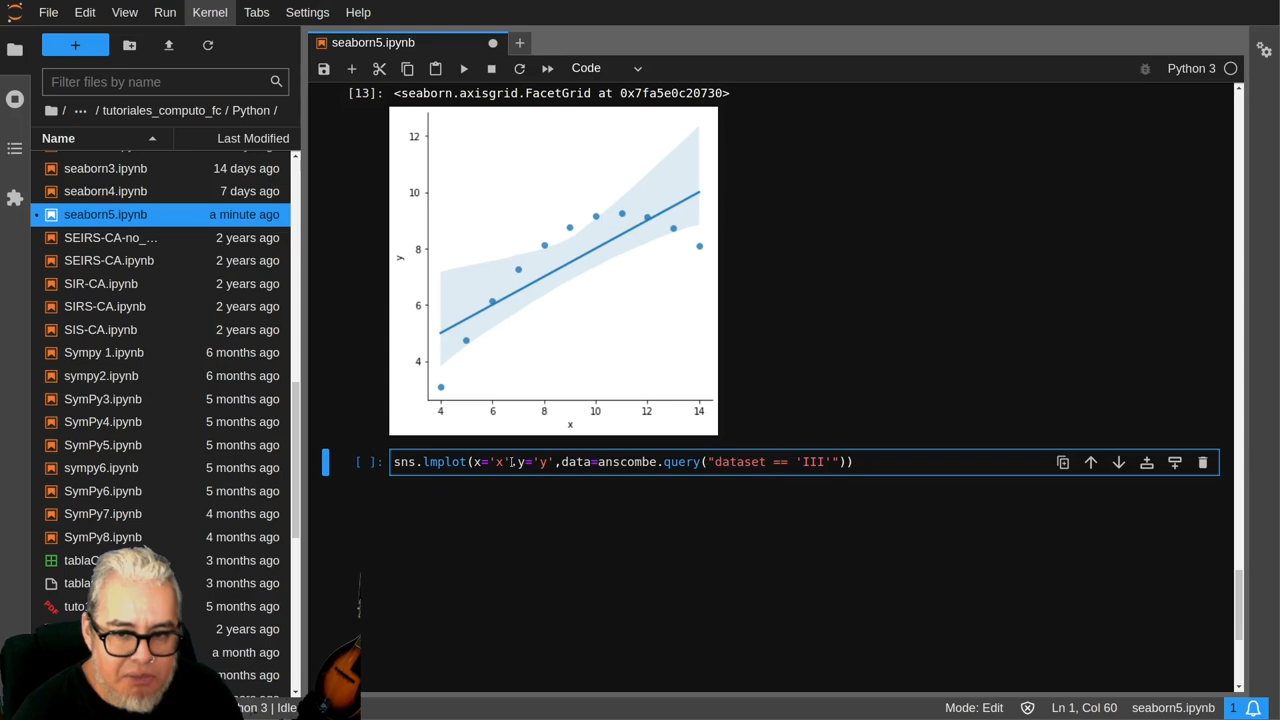 File Edit View Run Kernel Tabs Settings Help
Filter files by name
/ ... / tutoriales_computo_fc / Python /
Name Last Modified
seaborn3.ipynb 14 days ago
seaborn4.ipynb 7 days ago
seaborn5.ipynb a minute ago
SEIRS-CA-no_… 2 years ago
SEIRS-CA.ipynb 2 years ago
SIR-CA.ipynb 2 years ago
SIRS-CA.ipynb 2 years ago
SIS-CA.ipynb 2 years ago
Sympy 1.ipynb 6 months ago
sympy2.ipynb 6 months ago
SymPy3.ipynb 5 months ago
SymPy4.ipynb 5 months ago
SymPy5.ipynb 5 months ago
sympy6.ipynb 5 months ago
SymPy6.ipynb 5 months ago
SymPy7.ipynb 4 months ago
SymPy8.ipynb 4 months ago
3 months ago
3 months ago
5 months ago
2 years ago
a month ago
months ago
seaborn5.ipynb
Code
Python 3
[13]: <seaborn.axisgrid.FacetGrid at 0x7fa5e0c20730>
12
10
8
6
4
y
4 6 8 10 12 14
x
[ ]: sns.lmplot(x='x',y='y',data=anscombe.query("dataset == 'III'"))
3 | Idle
Mode: Edit
Ln 1, Col 60
seaborn5.ipynb
1